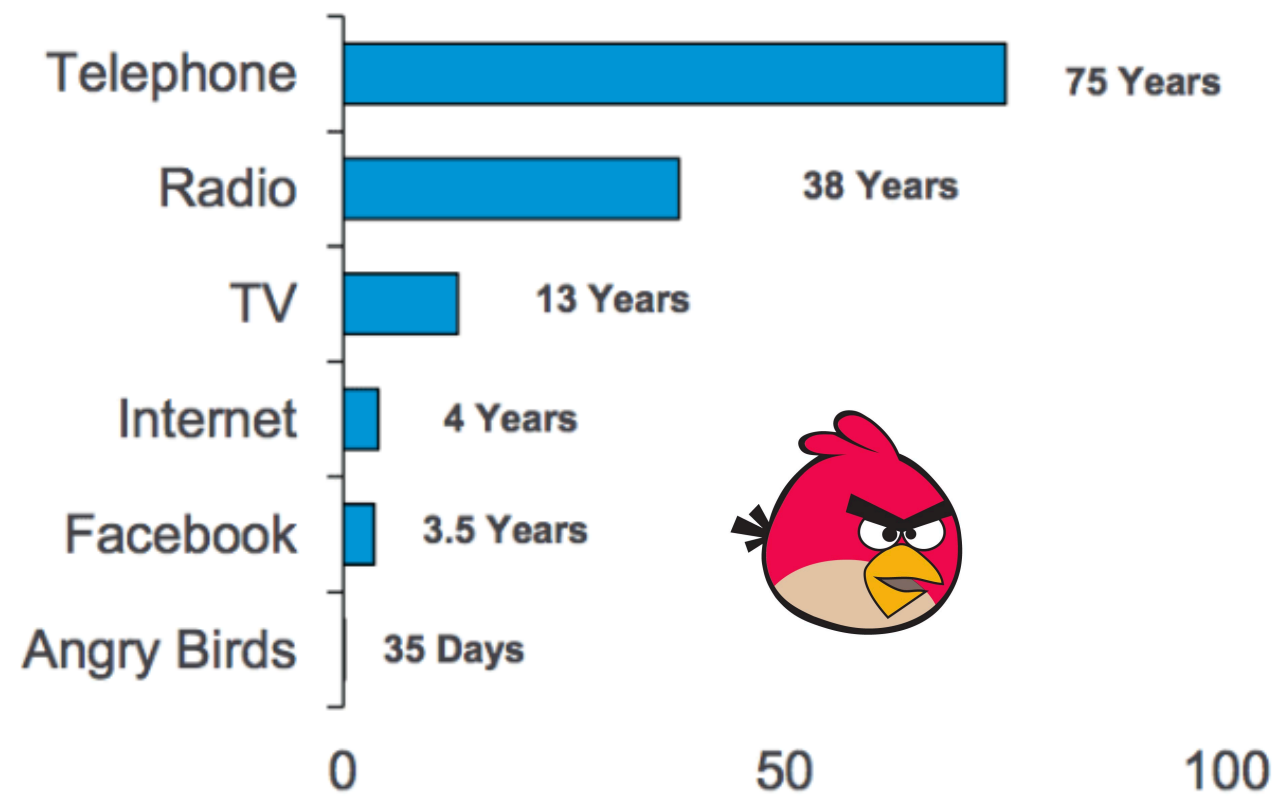 Telephone 75 Years
Radio 38 Years
TV 13 Years
Internet 4 Years
Facebook 3.5 Years
Angry Birds 35 Days
0 50 100